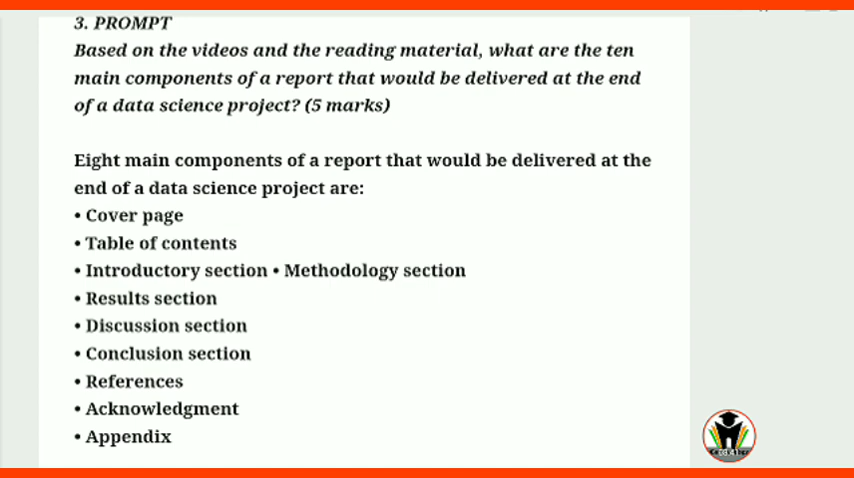 3. PROMPT
Based on the videos and the reading material, what are the ten
main components of a report that would be delivered at the end
of a data science project? (5 marks)
Eight main components of a report that would be delivered at the
end of a data science project are:
• Cover page
• Table of contents
• Introductory section • Methodology section
• Results section
• Discussion section
• Conclusion section
• References
• Acknowledgment
• Appendix